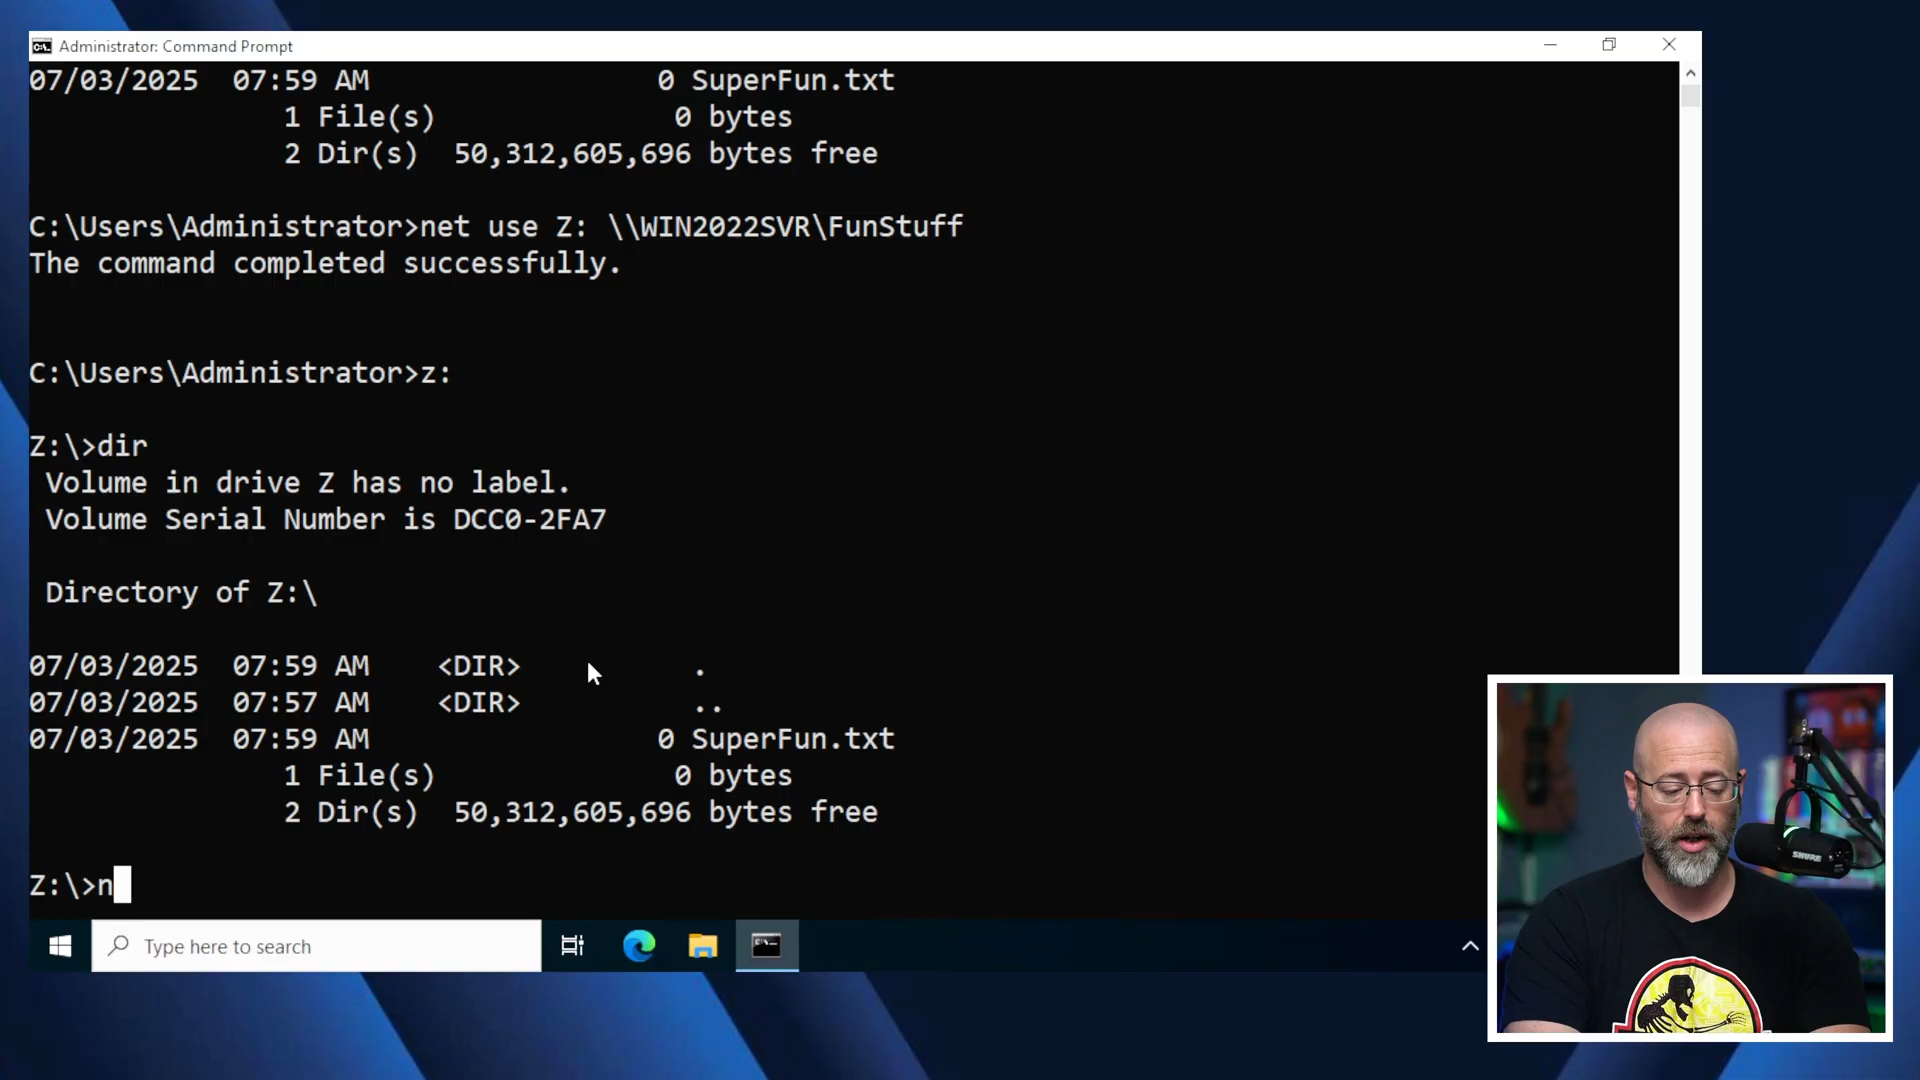 Administrator: Command Prompt
07/03/2025  07:59 AM                 0 SuperFun.txt
               1 File(s)              0 bytes
               2 Dir(s)  50,312,605,696 bytes free
C:\Users\Administrator>net use Z: \\WIN2022SVR\FunStuff
The command completed successfully.
C:\Users\Administrator>z:
Z:\>dir
 Volume in drive Z has no label.
 Volume Serial Number is DCC0-2FA7
 Directory of Z:\
07/03/2025  07:59 AM    <DIR>          .
07/03/2025  07:57 AM    <DIR>          ..
07/03/2025  07:59 AM                 0 SuperFun.txt
               1 File(s)              0 bytes
               2 Dir(s)  50,312,605,696 bytes free
Z:\>n
Type here to search
SHURE